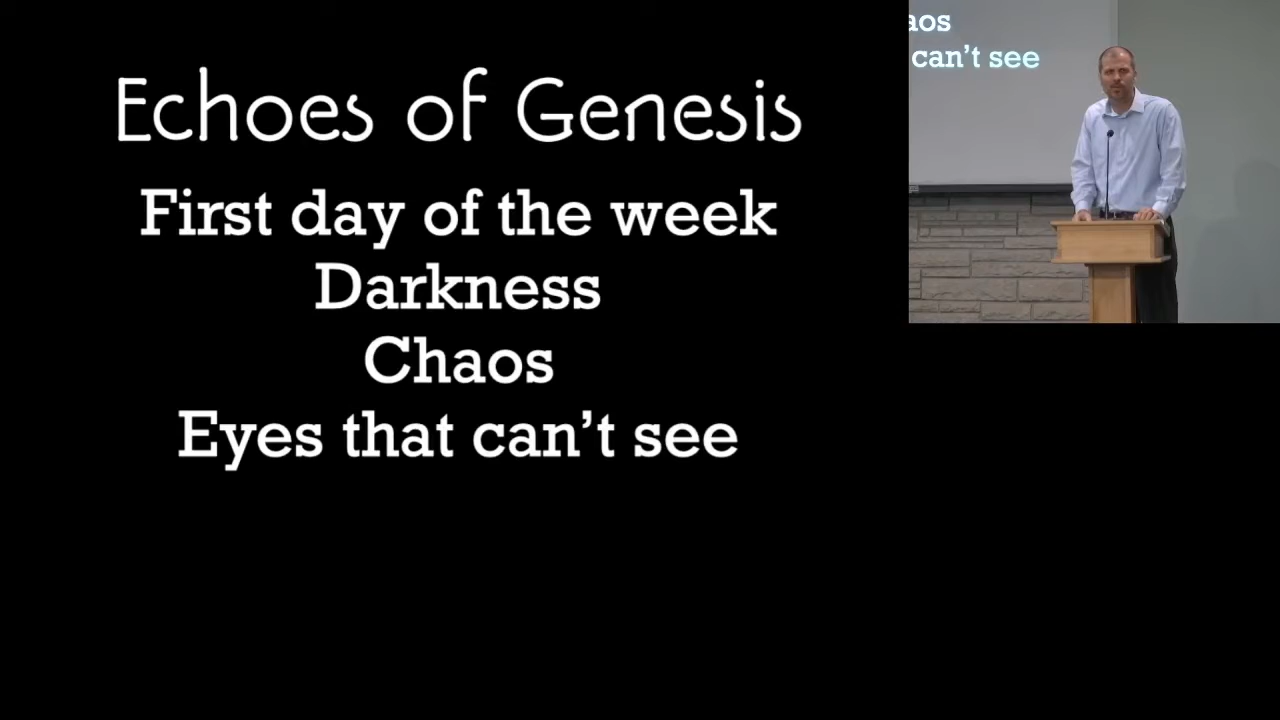 Echoes of Genesis
First day of the week
Darkness
Chaos
Eyes that can't see
aos
can't see